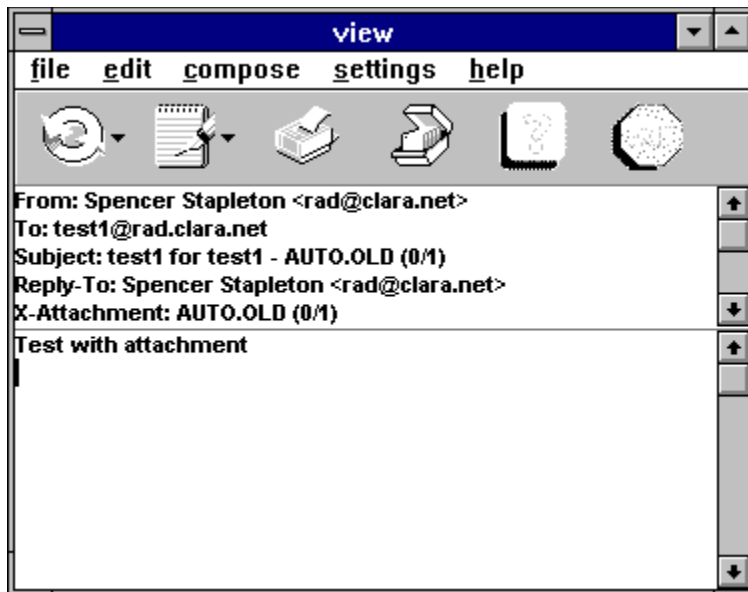 view
file edit compose settings help
From: Spencer Stapleton <rad@clara.net>
To: test1@rad.clara.net
Subject: test1 for test1 - AUTO.OLD (0/1)
Reply-To: Spencer Stapleton <rad@clara.net>
X-Attachment: AUTO.OLD (0/1)
Test with attachment